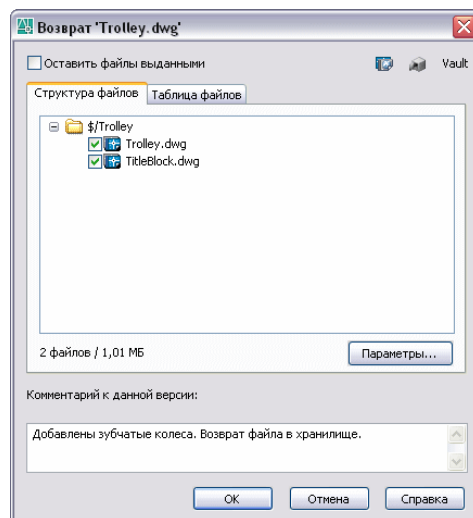 Возврат 'Trolley.dwg'
Оставить файлы выданными
Vault
Структура файлов
Таблица файлов
$/Trolley
Trolley.dwg
TitleBlock.dwg
2 файлов / 1,01 МБ
Параметры...
Комментарий к данной версии:
Добавлены зубчатые колеса. Возврат файла в хранилище.
ОК
Отмена
Справка